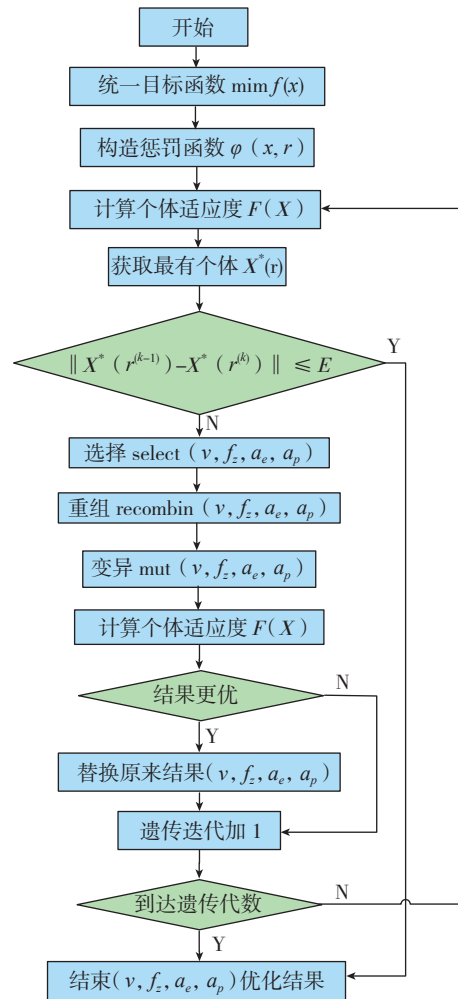 开始
统一目标函数 mim f(x)
构造惩罚函数 φ(x, r)
计算个体适应度 F(X)
获取最有个体 X*(r)
‖X*(r^(k-1))-X*(r^(k))‖ ≤ E
Y
N
选择 select (v, f_z, a_e, a_p)
重组 recombin (v, f_z, a_e, a_p)
变异 mut (v, f_z, a_e, a_p)
计算个体适应度 F(X)
结果更优
N
Y
替换原来结果(v, f_z, a_e, a_p)
遗传迭代加 1
到达遗传代数
N
Y
结束(v, f_z, a_e, a_p)优化结果